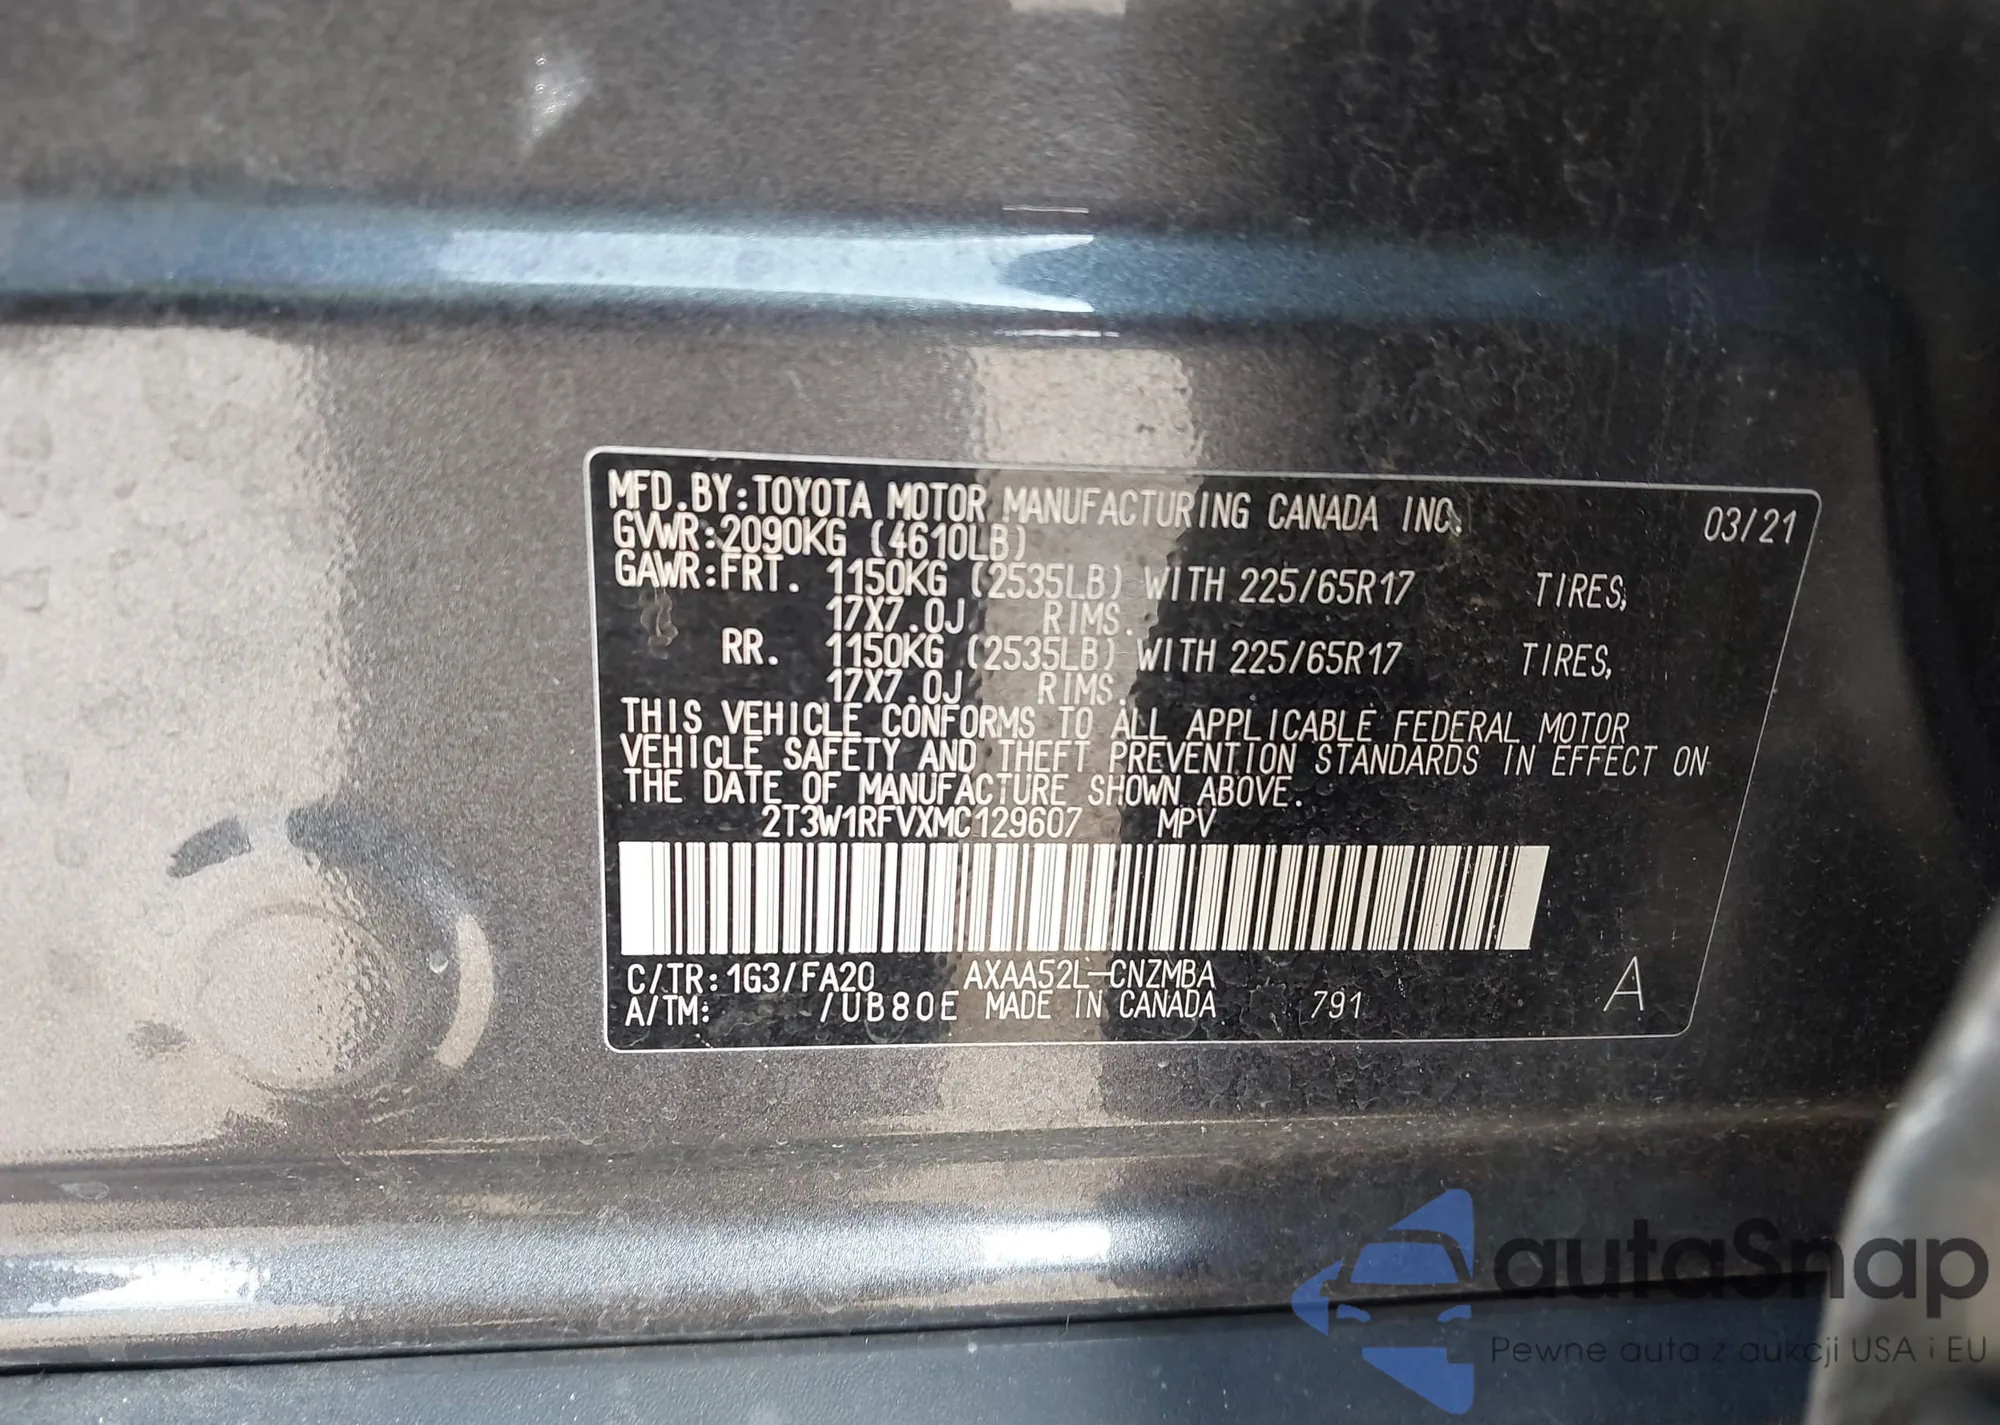 MFD.BY:TOYOTA MOTOR MANUFACTURING CANADA INC. 03/21
GVWR:2090KG (4610LB)
GAWR:FRT. 1150KG (2535LB) WITH 225/65R17 TIRES,
17X7.0J RIMS.
RR. 1150KG (2535LB) WITH 225/65R17 TIRES,
17X7.0J RIMS.
THIS VEHICLE CONFORMS TO ALL APPLICABLE FEDERAL MOTOR
VEHICLE SAFETY AND THEFT PREVENTION STANDARDS IN EFFECT ON
THE DATE OF MANUFACTURE SHOWN ABOVE.
2T3W1RFVXMC129607 MPV
C/TR:1G3/FA20 AXAA52L-CNZMBA
A/TM: /UB80E MADE IN CANADA 791 A
autaSnap
Pewne auta z aukcji USA i EU